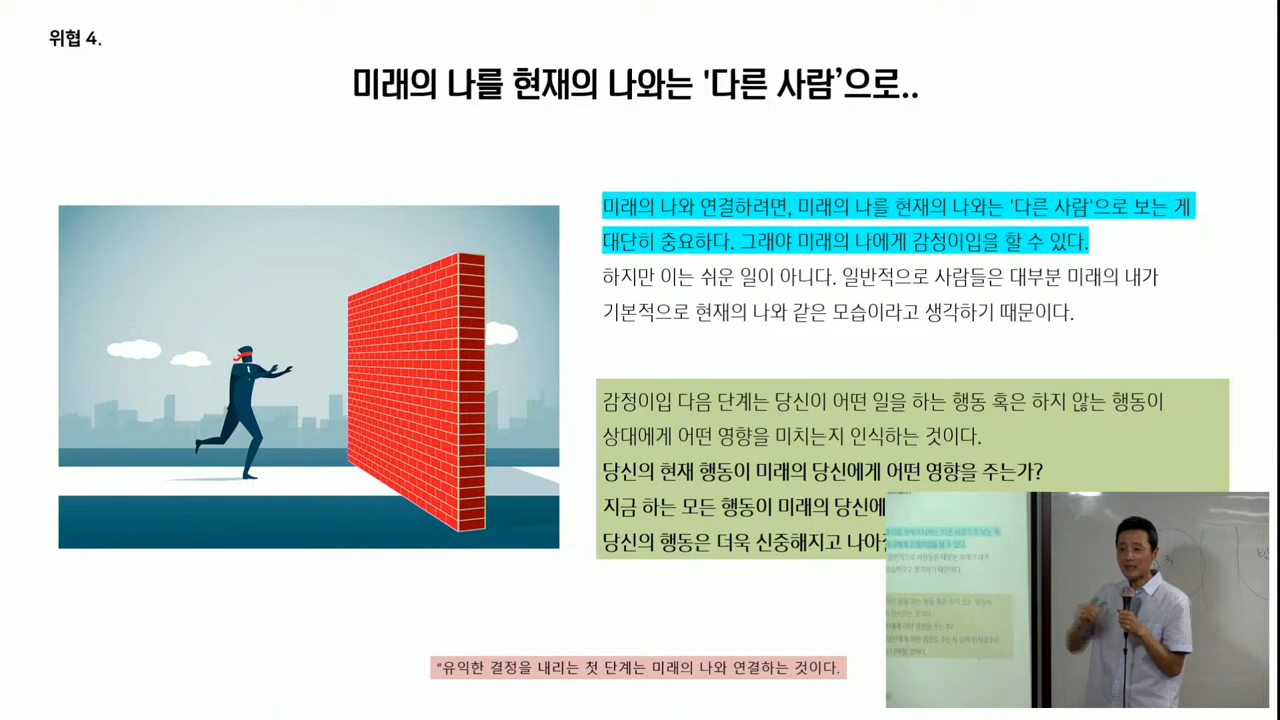 위협 4.
미래의 나를 현재의 나와는 '다른 사람’으로..
미래의 나와 연결하려면, 미래의 나를 현재의 나와는 '다른 사람'으로 보는 게
대단히 중요하다. 그래야 미래의 나에게 감정이입을 할 수 있다.
하지만 이는 쉬운 일이 아니다. 일반적으로 사람들은 대부분 미래의 내가
기본적으로 현재의 나와 같은 모습이라고 생각하기 때문이다.
감정이입 다음 단계는 당신이 어떤 일을 하는 행동 혹은 하지 않는 행동이
상대에게 어떤 영향을 미치는지 인식하는 것이다.
당신의 현재 행동이 미래의 당신에게 어떤 영향을 주는가?
지금 하는 모든 행동이 미래의 당신에
당신의 행동은 더욱 신중해지고 나아
“유익한 결정을 내리는 첫 단계는 미래의 나와 연결하는 것이다.